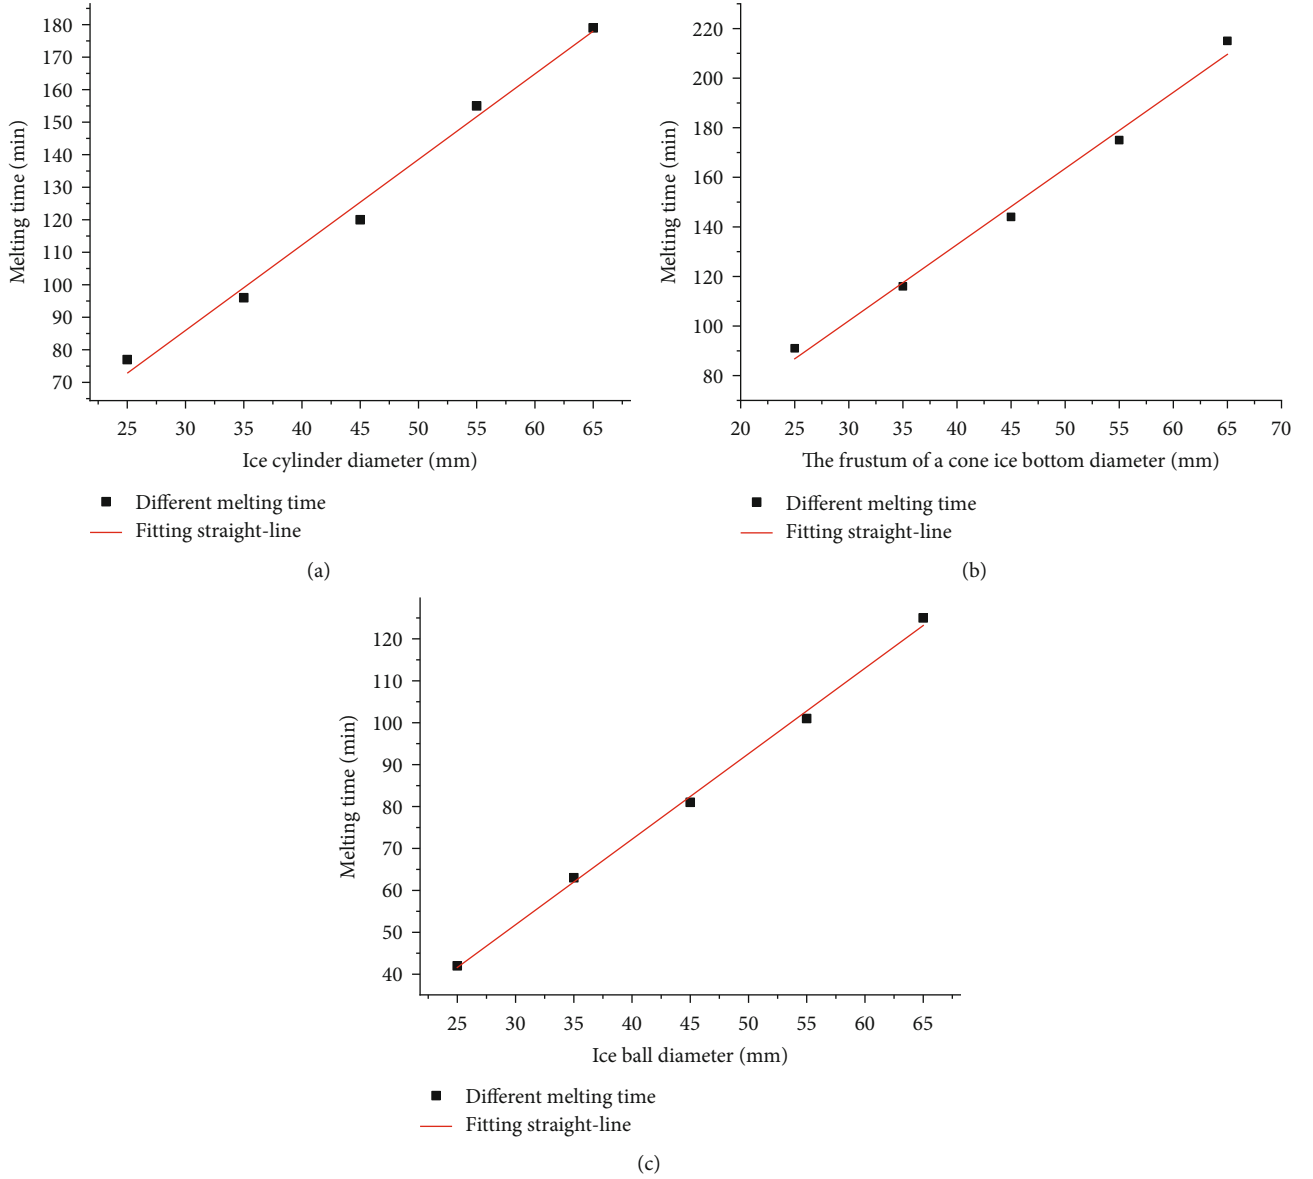 180
170
160
150
140
130
120
110
100
90
80
70
Melting time (min)
25 30 35 40 45 50 55 60 65
Ice cylinder diameter (mm)
Different melting time
Fitting straight-line
(a)
220
200
180
160
140
120
100
80
Melting time (min)
20 25 30 35 40 45 50 55 60 65 70
The frustum of a cone ice bottom diameter (mm)
Different melting time
Fitting straight-line
(b)
120
110
100
90
80
70
60
50
40
Melting time (min)
25 30 35 40 45 50 55 60 65
Ice ball diameter (mm)
Different melting time
Fitting straight-line
(c)